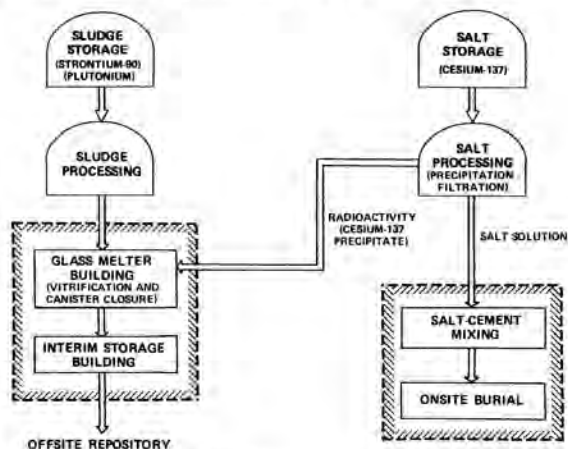 SLUDGE
STORAGE
(STRONTIUM-90)
(PLUTONIUM)
SALT
STORAGE
(CESIUM-137)
SLUDGE
PROCESSING
SALT
PROCESSING
(PRECIPITATION
FILTRATION)
RADIOACTIVITY
(CESIUM-137
PRECIPITATE)
SALT SOLUTION
GLASS MELTER
BUILDING
(VITRIFICATION AND
CANISTER CLOSURE)
INTERIM STORAGE
BUILDING
SALT-CEMENT
MIXING
ONSITE BURIAL
OFFSITE REPOSITORY